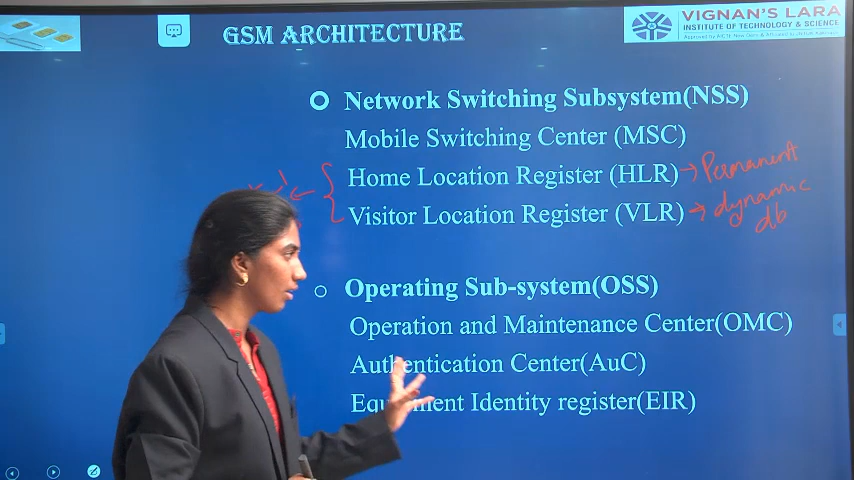 GSM ARCHITECTURE
VIGNAN'S LARA
INSTITUTE OF TECHNOLOGY & SCIENCE
Network Switching Subsystem(NSS)
Mobile Switching Center (MSC)
Home Location Register (HLR) → Permanent
Visitor Location Register (VLR) → dynamic
db
Operating Sub-system(OSS)
Operation and Maintenance Center(OMC)
Authentication Center(AuC)
Identity register(EIR)